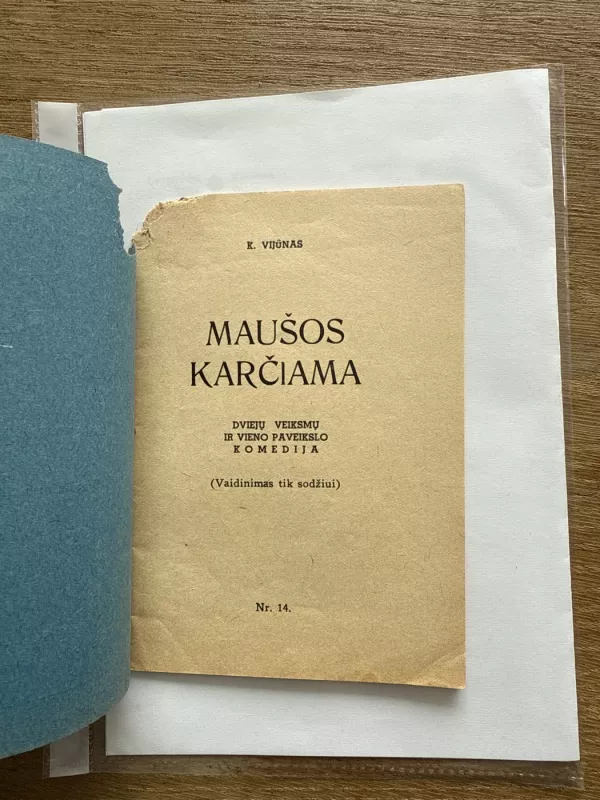 K. VIJŪNAS
MAUŠOS
KARČIAMA
DVIEJŲ VEIKSMŲ
IR VIENO PAVEIKSLO
KOMEDIJA
(Vaidinimas tik sodžiui)
Nr. 14.